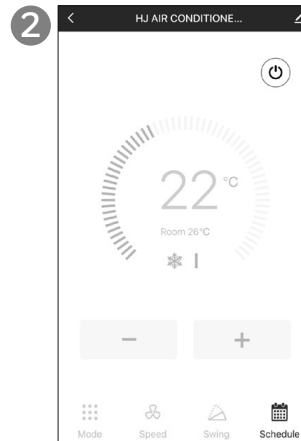 2
HJ AIR CONDITIONE...
22 °C
Room 26°C
Mode Speed Swing Schedule